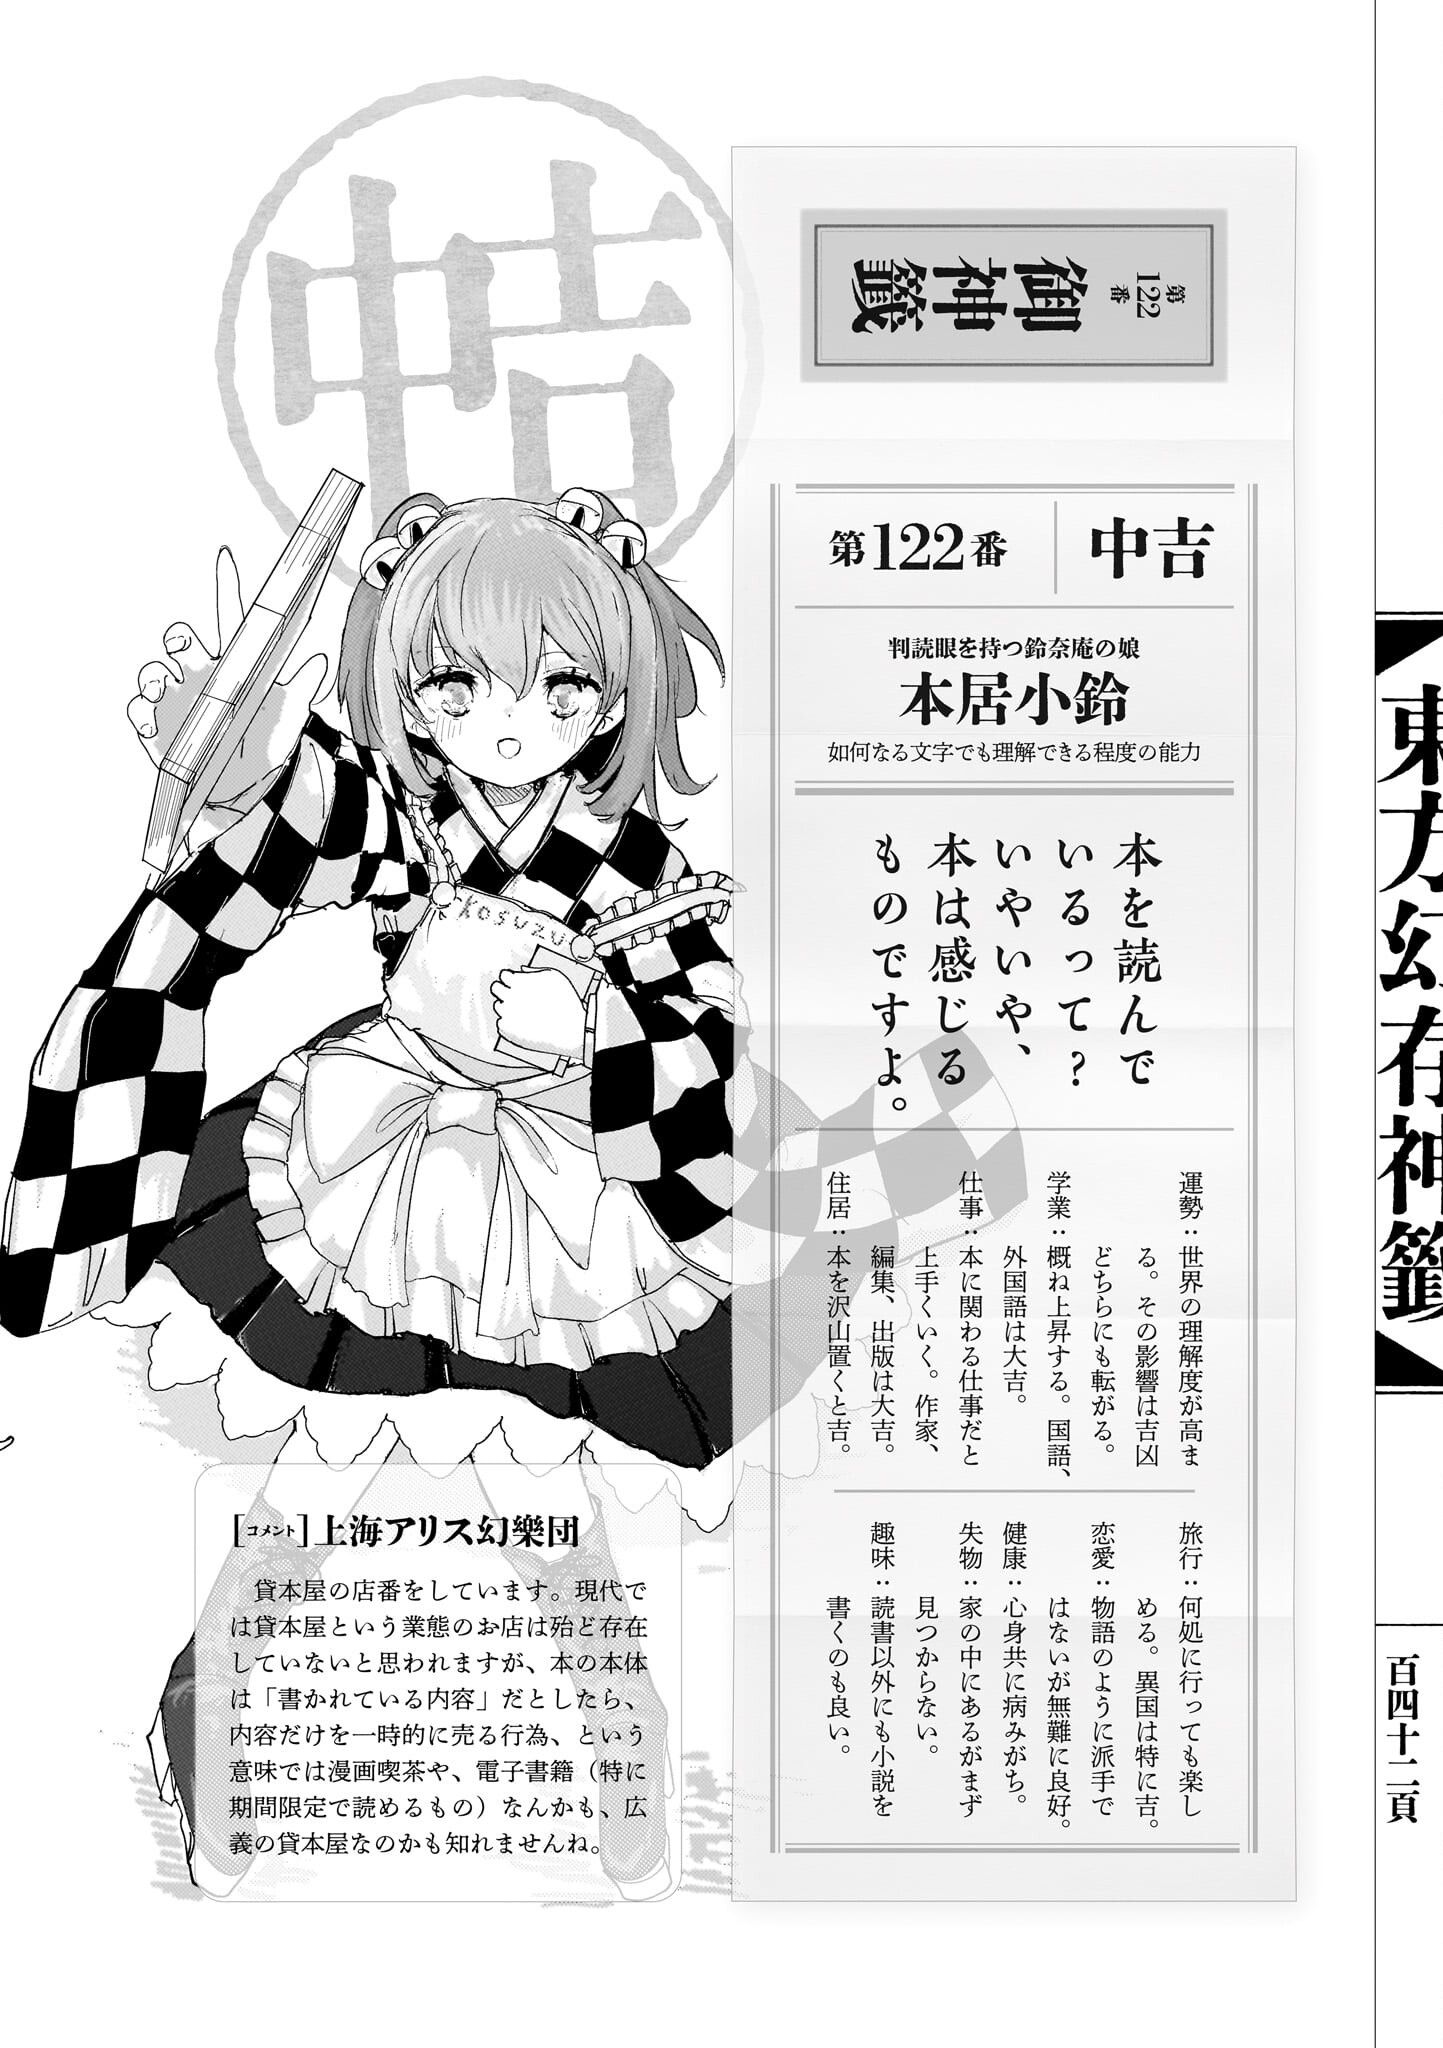 中吉
第
122
番
御神籤
第122番
中吉
判読眼を持つ鈴奈庵の娘
本居小鈴
如何なる文字でも理解できる程度の能力
本を読んで
いるって?
いやいや、
本は感じる
ものですよ。
運勢:世界の理解度が高ま
る。その影響は吉凶
どちらにも転がる。
学業:概ね上昇する。国語、
外国語は大吉。
仕事:本に関わる仕事だと
上手くいく。作家、
編集、出版は大吉。
住居:本を沢山置くと吉。
旅行:何処に行っても楽し
める。異国は特に吉。
恋愛:物語のように派手で
はないが無難に良好。
健康:心身共に病みがち。
失物:家の中にあるがまず
見つからない。
趣味:読書以外にも小説を
書くのも良い。
KOSUZU
[コメント]上海アリス幻樂団
貸本屋の店番をしています。現代で
は貸本屋という業態のお店は殆ど存在
していないと思われますが、本の本体
は「書かれている内容」だとしたら、
内容だけを一時的に売る行為、という
意味では漫画喫茶や、電子書籍(特に
期間限定で読めるもの)なんかも、広
義の貸本屋なのかも知れませんね。
東方幻存神籤
百四十二頁